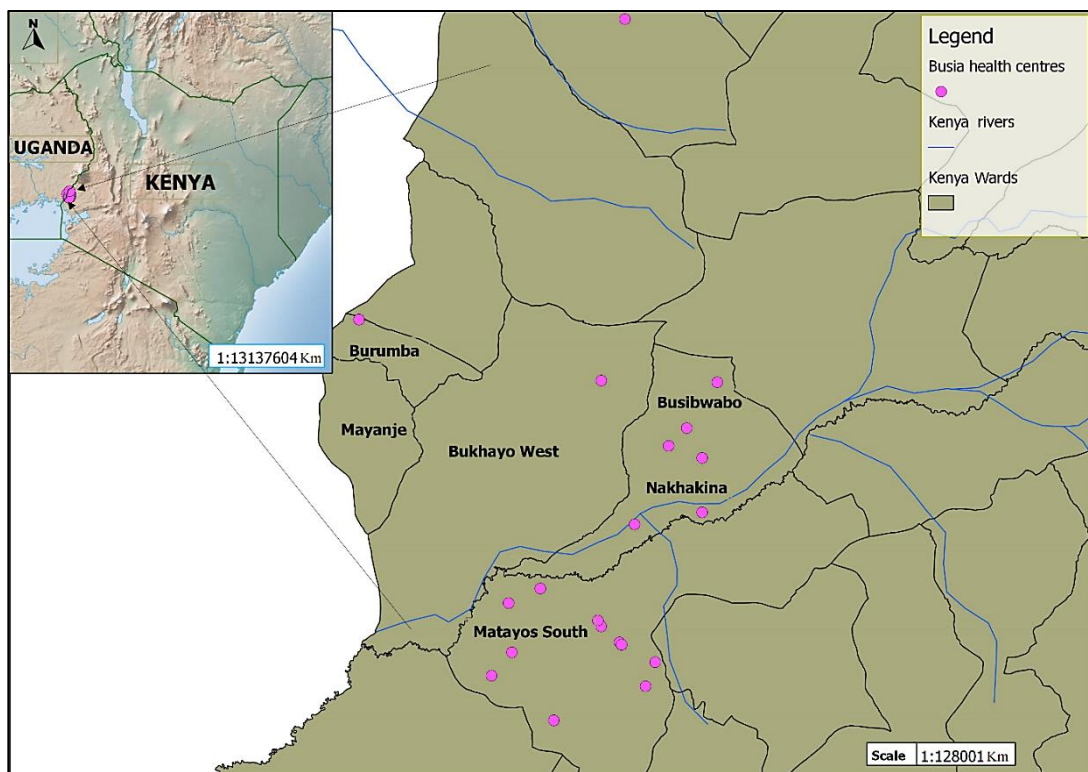 N
UGANDA
KENYA
1:13137604 Km
Legend
Busia health centres
Kenya rivers
Kenya Wards
Burumba
Mayanje
Busibwabo
Bukhayo West
Nakhakina
Matayos South
Scale 1:128001 Km